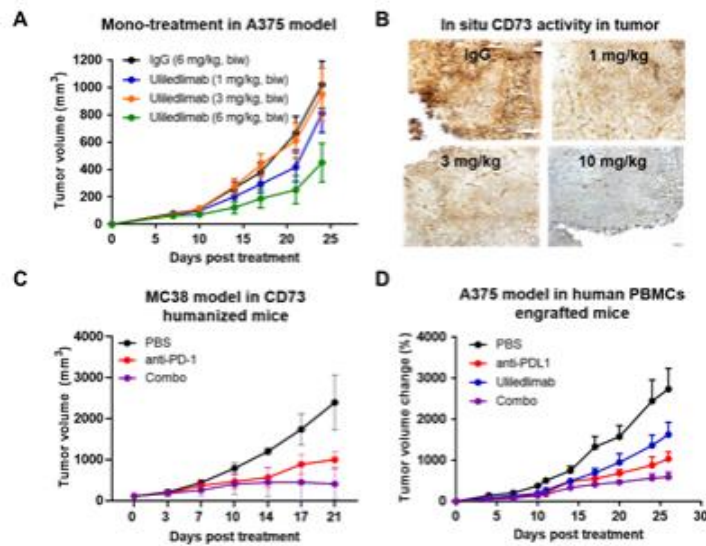 A
Mono-treatment in A375 model
IgG (6 mg/kg, biw)
Uliledlimab (1 mg/kg, biw)
Uliledlimab (3 mg/kg, biw)
Uliledlimab (6 mg/kg, biw)
Tumor volume (mm³)
1200
1000
800
600
400
200
0
0 5 10 15 20 25
Days post treatment
B
In situ CD73 activity in tumor
IgG
1 mg/kg
3 mg/kg
10 mg/kg
C
MC38 model in CD73
humanized mice
PBS
anti-PD-1
Combo
Tumor volume (mm³)
4000
3000
2000
1000
0
0 3 7 10 14 17 21
Days post treatment
D
A375 model in human PBMCs
engrafted mice
PBS
anti-PDL1
Uliledlimab
Combo
Tumor volume change (%)
4000
3000
2000
1000
0
0 5 10 15 20 25 30
Days post treatment